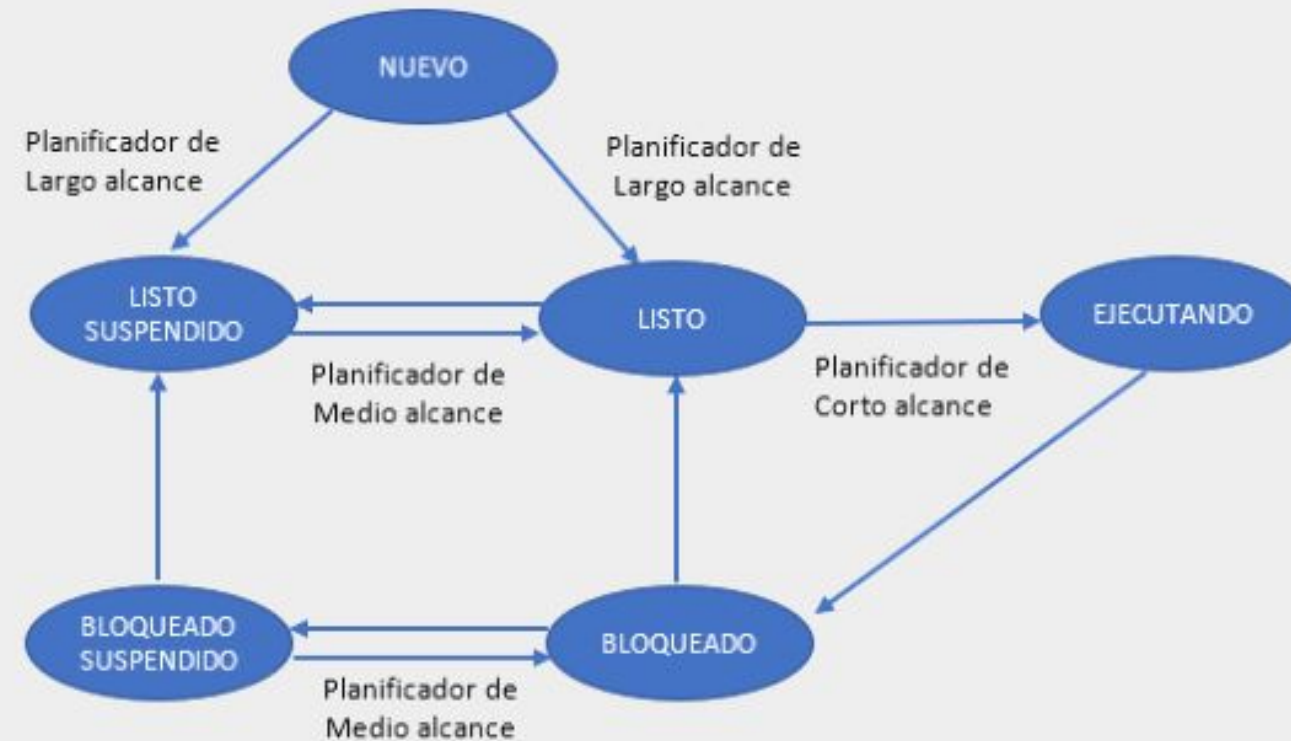 NUEVO
Planificador de
Largo alcance
Planificador de
Largo alcance
LISTO
SUSPENDIDO
LISTO
EJECUTANDO
Planificador de
Medio alcance
Planificador de
Corto alcance
BLOQUEADO
SUSPENDIDO
BLOQUEADO
Planificador de
Medio alcance